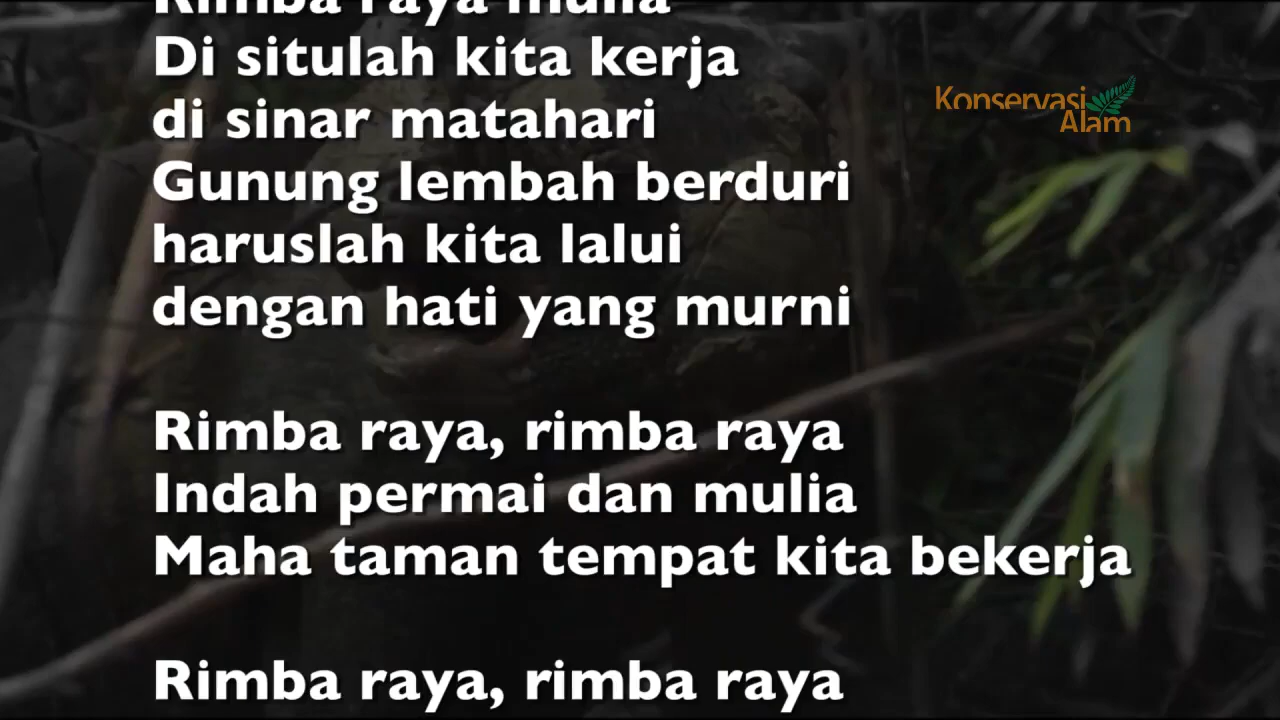 Rimba raya mulia
Di situlah kita kerja
di sinar matahari
Gunung lembah berduri
haruslah kita lalui
dengan hati yang murni
Rimba raya, rimba raya
Indah permai dan mulia
Maha taman tempat kita bekerja
Rimba raya, rimba raya
Konservasi
Alam